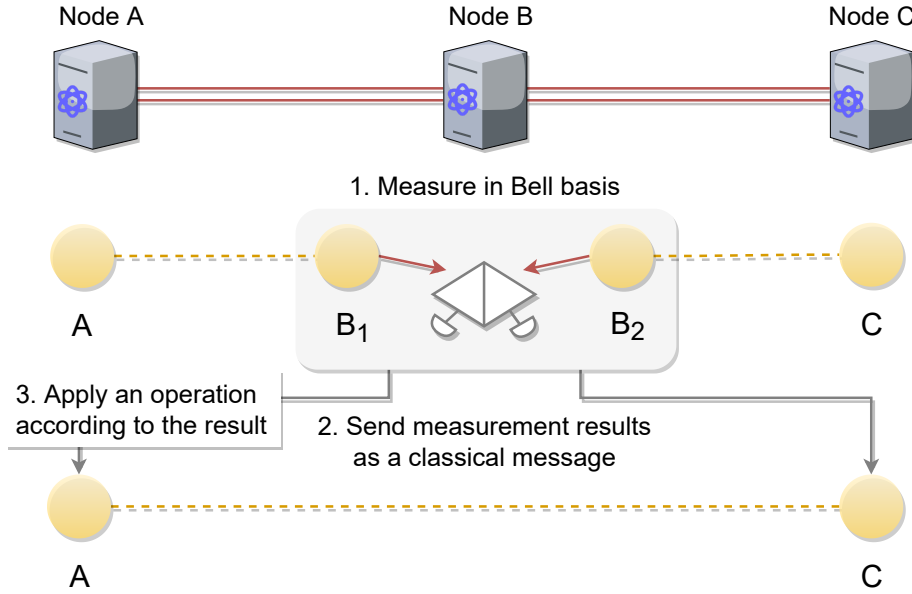 Node A
Node B
Node C
1. Measure in Bell basis
A
B1
B2
C
3. Apply an operation
according to the result
2. Send measurement results
as a classical message
A
C